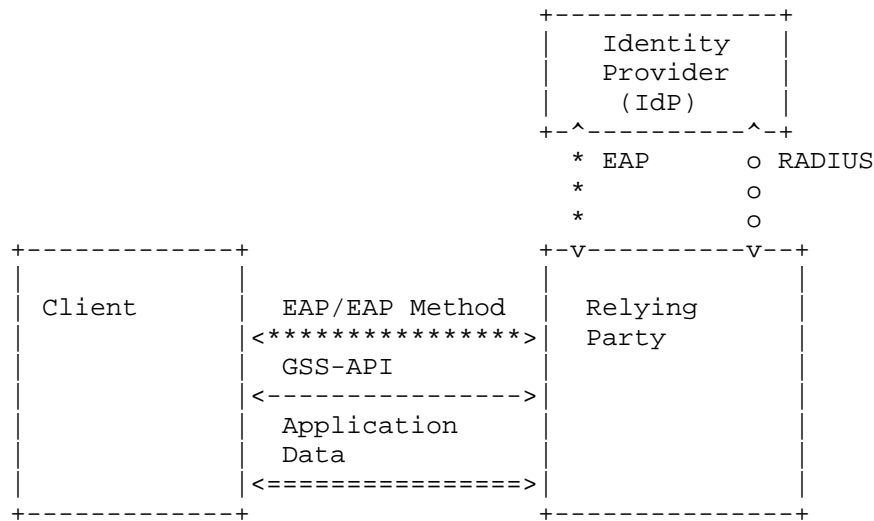 Identity
Provider
(IdP)
* EAP o RADIUS
* o
* o
Client EAP/EAP Method Relying
<****************> Party
GSS-API
<---------------->
Application
Data
<================>